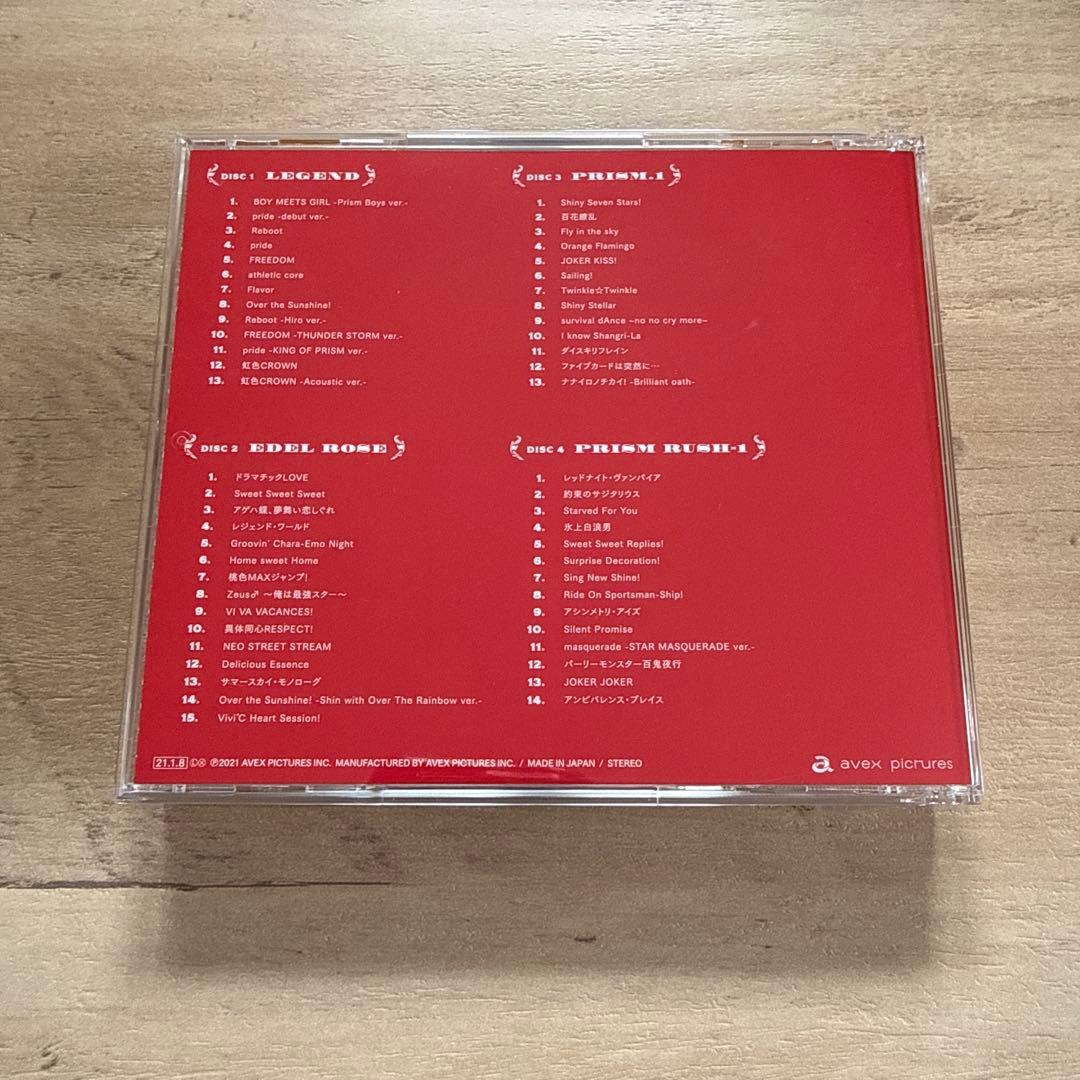 DISC 1 LEGEND
1. BOY MEETS GIRL -Prism Boys ver.-
2. pride -debut ver.-
3. Reboot
4. pride
5. FREEDOM
6. athletic core
7. Flavor
8. Over the Sunshine!
9. Reboot -Hiro ver.-
10. FREEDOM -THUNDER STORM ver.-
11. pride -KING OF PRISM ver.-
12. 虹色CROWN
13. 虹色CROWN -Acoustic ver.-
DISC 2 EDEL ROSE
1. ドラマチックLOVE
2. Sweet Sweet Sweet
3. アゲハ蝶、夢舞い恋しぐれ
4. レジェンド・ワールド
5. Groovin' Chara-Emo Night
6. Home sweet Home
7. 桃色MAXジャンプ!
8. Zeus♂ 〜俺は最強スター〜
9. VI VA VACANCES!
10. 異体同心RESPECT!
11. NEO STREET STREAM
12. Delicious Essence
13. サマースカイ・モノローグ
14. Over the Sunshine! -Shin with Over The Rainbow ver.-
15. Vivi℃ Heart Session!
DISC 3 PRISM.1
1. Shiny Seven Stars!
2. 百花繚乱
3. Fly in the sky
4. Orange Flamingo
5. JOKER KISS!
6. Sailing!
7. Twinkle☆Twinkle
8. Shiny Stellar
9. survival dAnce ~no no cry more~
10. I know Shangri-La
11. ダイスキリフレイン
12. ファイブカードは突然に…
13. ナナイロノチカイ! -Brilliant oath-
DISC 4 PRISM RUSH-1
1. レッドナイト・ヴァンパイア
2. 約束のサジタリウス
3. Starved For You
4. 氷上白浪男
5. Sweet Sweet Replies!
6. Surprise Decoration!
7. Sing New Shine!
8. Ride On Sportsman-Ship!
9. アシンメトリ・アイズ
10. Silent Promise
11. masquerade -STAR MASQUERADE ver.-
12. パーリーモンスター百鬼夜行
13. JOKER JOKER
14. アンビバレンス・プレイス
21.1.8 Ⓛ Ⓧ ℗2021 AVEX PICTURES INC. MANUFACTURED BY AVEX PICTURES INC. / MADE IN JAPAN / STEREO
a avex pictures